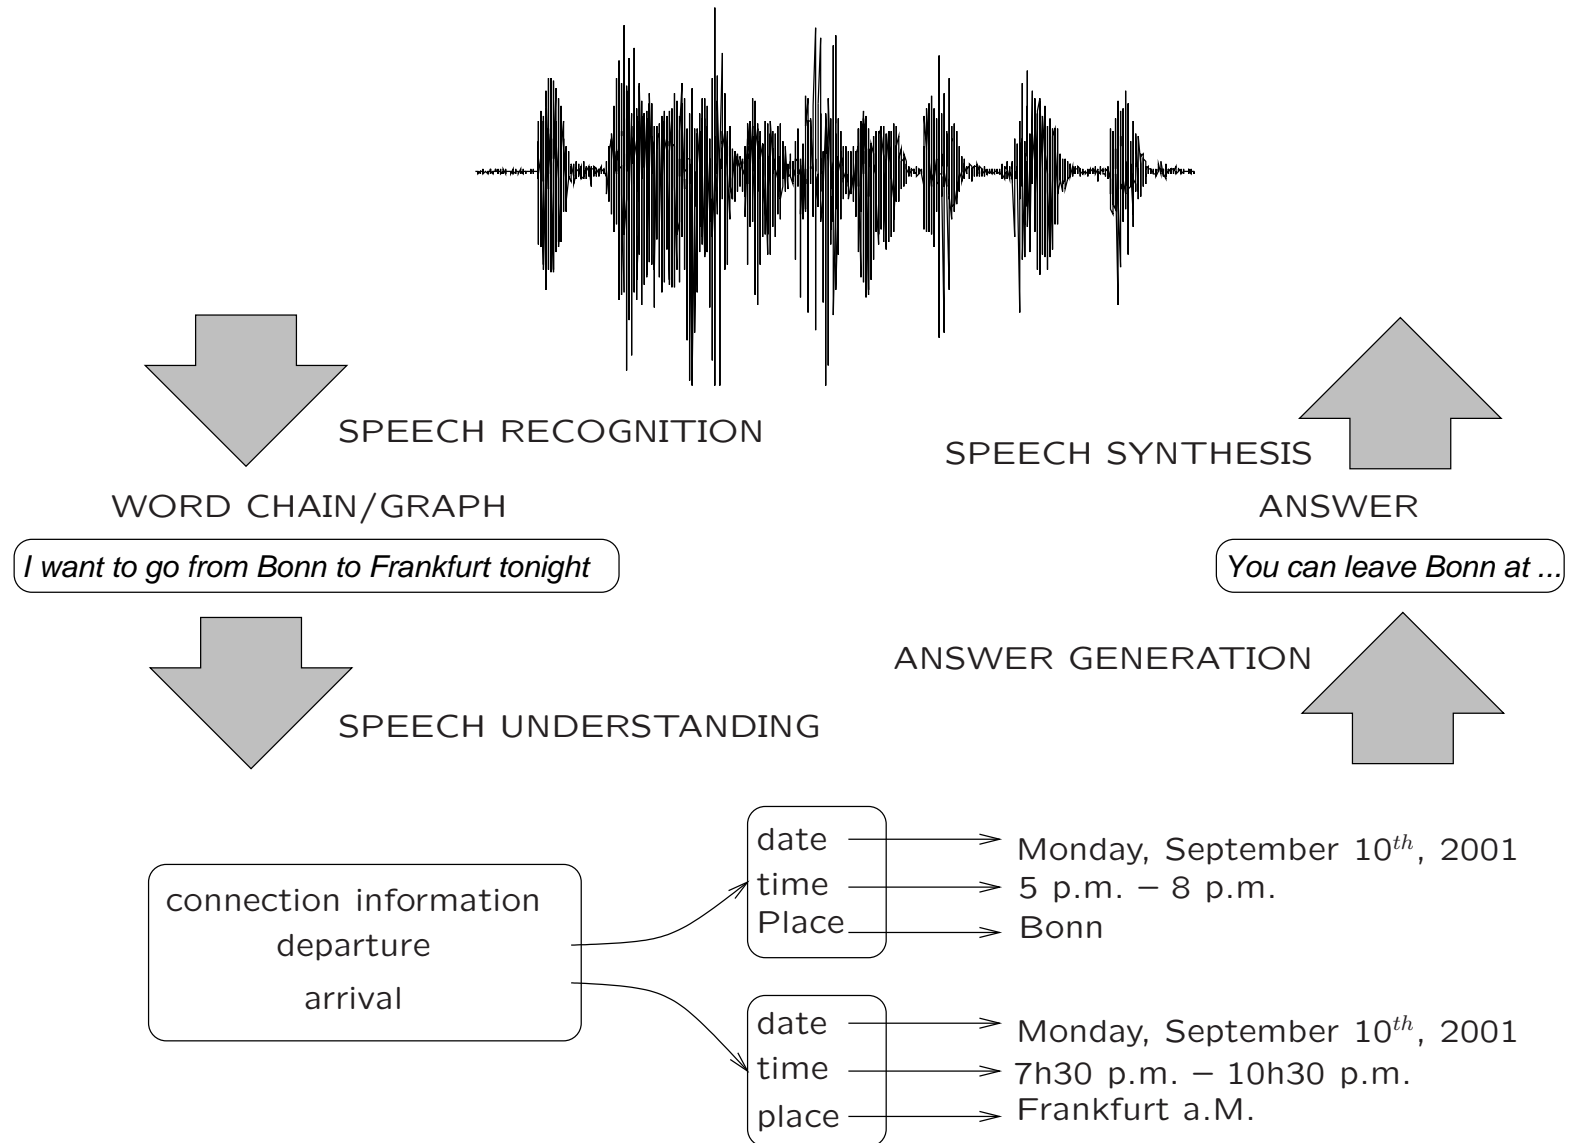 SPEECH RECOGNITION
SPEECH SYNTHESIS
WORD CHAIN/GRAPH
ANSWER
I want to go from Bonn to Frankfurt tonight
You can leave Bonn at ...
ANSWER GENERATION
SPEECH UNDERSTANDING
connection information
departure
arrival
date
Monday, September 10th, 2001
time
5 p.m. – 8 p.m.
Place
Bonn
date
Monday, September 10th, 2001
time
7h30 p.m. – 10h30 p.m.
place
Frankfurt a.M.